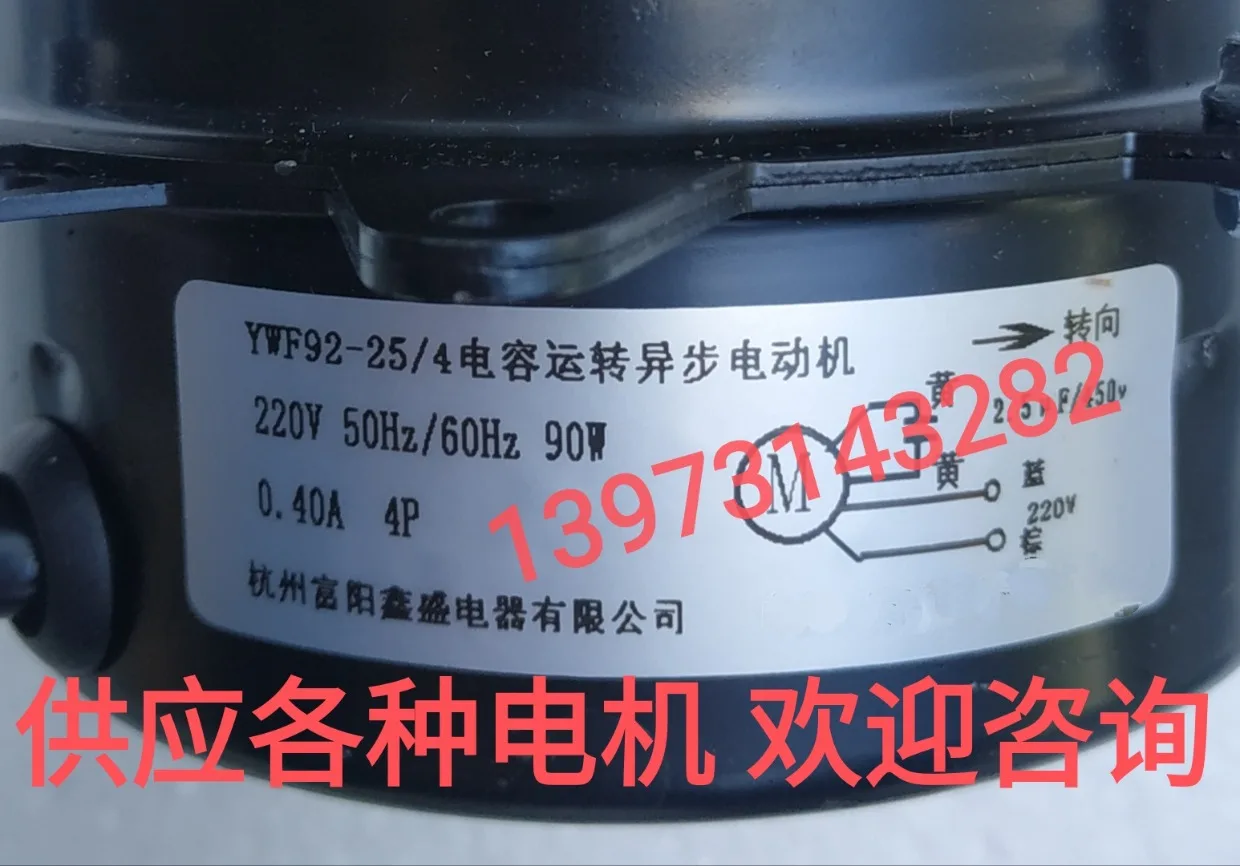 YWF92-25/4电容运转异步电动机
转向
220V 50Hz/60Hz 90W
0.40A 4P
杭州富阳鑫盛电器有限公司
黄
黄
M
蓝
220V
棕
13973143282
供应各种电机 欢迎咨询